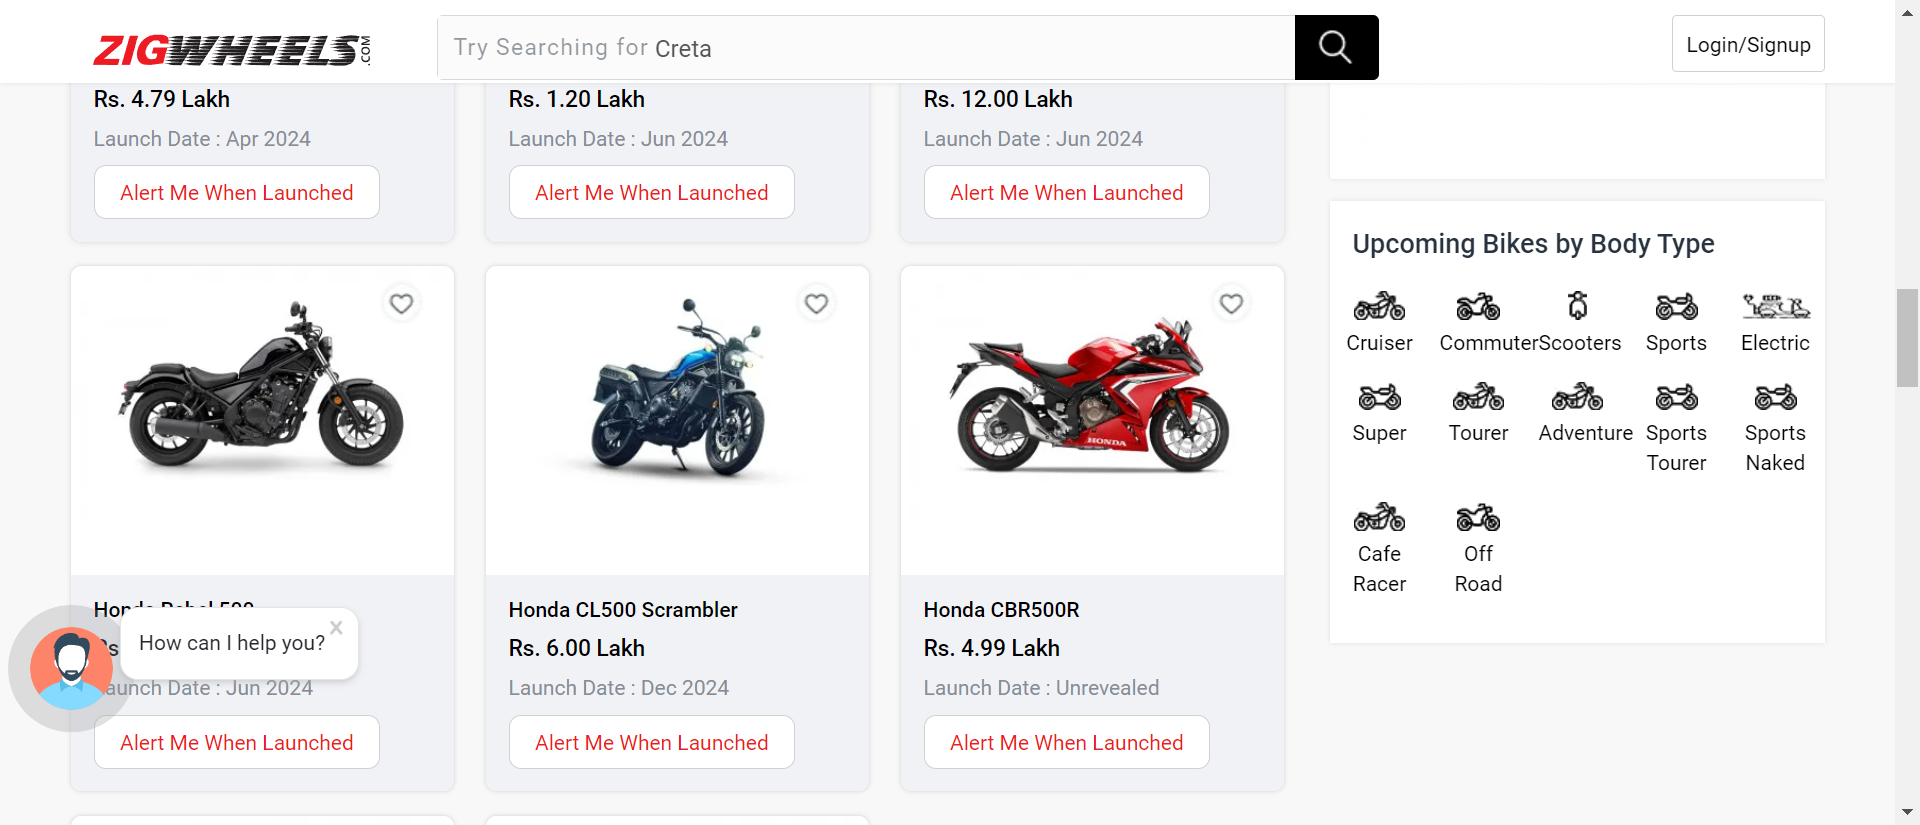 ZIGWHEELS.COM
Try Searching for Creta
Login/Signup
Rs. 4.79 Lakh
Launch Date : Apr 2024
Alert Me When Launched
Rs. 1.20 Lakh
Launch Date : Jun 2024
Alert Me When Launched
Rs. 12.00 Lakh
Launch Date : Jun 2024
Alert Me When Launched
Launch Date : Jun 2024
Alert Me When Launched
How can I help you?
x
Honda CL500 Scrambler
Rs. 6.00 Lakh
Launch Date : Dec 2024
Alert Me When Launched
HONDA
Honda CBR500R
Rs. 4.99 Lakh
Launch Date : Unrevealed
Alert Me When Launched
Upcoming Bikes by Body Type
Cruiser
Commuter
Scooters
Sports
Electric
Super
Tourer
Adventure
Sports
Tourer
Sports
Naked
Cafe
Racer
Off
Road